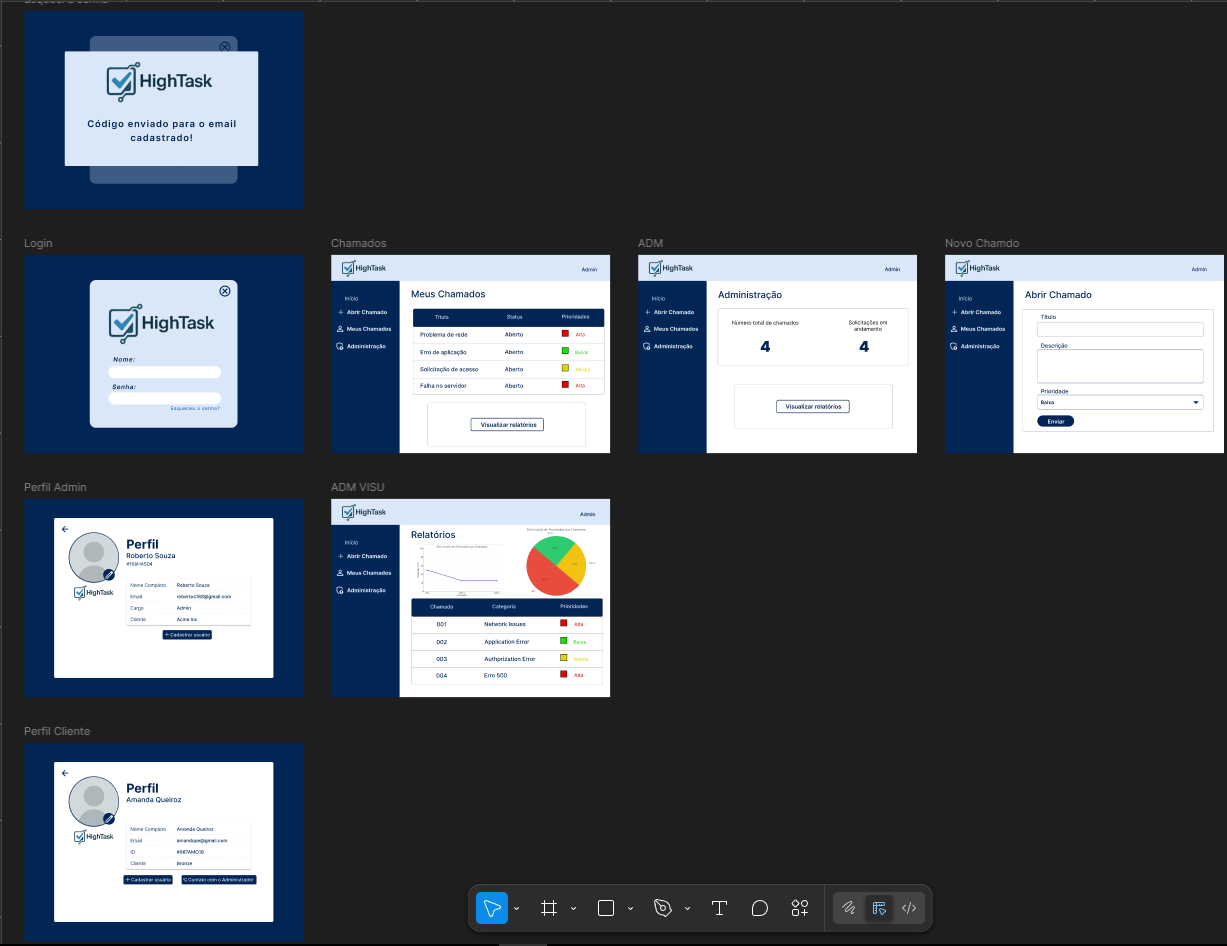 HighTask
Código enviado para o email
cadastrado!
Login
HighTask
Nome:
Senha:
Esqueceu a senha?
Chamados
HighTask
Admin
Início
Abrir Chamado
Meus Chamados
Administração
Meus Chamados
Título Status Prioridades
Problema de rede Aberto Alta
Erro de aplicação Aberto Baixa
Solicitação de acesso Aberto Média
Falha no servidor Aberto Alta
Visualizar relatórios
ADM
HighTask
Admin
Início
Abrir Chamado
Meus Chamados
Administração
Administração
Número total de chamados
4
Solicitações em
andamento
4
Visualizar relatórios
Novo Chamdo
HighTask
Admin
Início
Abrir Chamado
Meus Chamados
Administração
Abrir Chamado
Título
Descrição
Prioridade
Baixa
Enviar
Perfil Admin
Perfil
Roberto Souza
HighTask
Nome Completo Roberto Souza
Email robertos168@gmail.com
Cargo Admin
Cliente Acme Inc
+ Cadastrar usuário
ADM VISU
HighTask
Admin
Início
Abrir Chamado
Meus Chamados
Administração
Relatórios
Chamado Categoria Prioridades
001 Network Issues Alta
002 Application Error Baixa
003 Authprization Error Média
004 Erro 500 Alta
Perfil Cliente
Perfil
Amanda Queiroz
HighTask
Nome Completo Amanda Queiroz
Email amandque@gmail.com
ID #987AMO18
Cliente Bronze
+ Cadastrar usuário
Contato com o Administrador